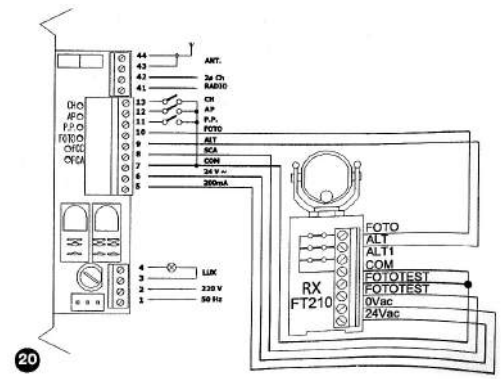 44
43 ANT.
42 2a Ch
41 RADIO
13 CH
12 AP
11 P.P.
10 FOTO
9 ALT
8 SCA
7 COM
6 24 V ~
5 200mA
CH
AP
P.P.
FOTO
FCC
FCA
4
3 LUX
2 220 V
1 50 Hz
FOTO
ALT
ALT1
COM
FOTOTEST
FOTOTEST
0Vac
24Vac
RX
FT210
20